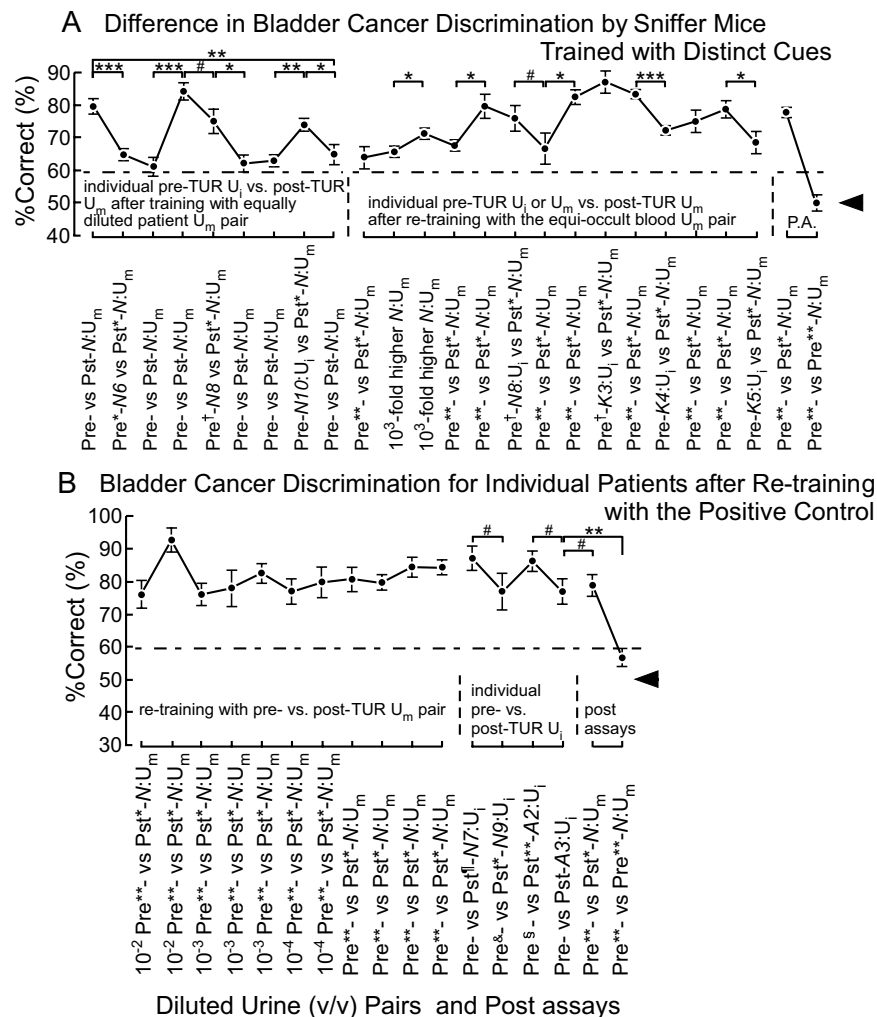 A Difference in Bladder Cancer Discrimination by Sniffer Mice
Trained with Distinct Cues
%Correct (%)
90
80
70
60
50
40
** 
*** *** # * ** * * * # * *** *
individual pre-TUR Ui vs. post-TUR
Um after training with equally
diluted patient Um pair
individual pre-TUR Ui or Um vs. post-TUR Um
after re-training with the equi-occult blood Um pair
P.A.
Pre- vs Pst-N:Um
Pre*-N6 vs Pst*-N:Um
Pre- vs Pst-N:Um
Pre- vs Pst-N:Um
Pre†-N8 vs Pst*-N:Um
Pre- vs Pst-N:Um
Pre- vs Pst-N:Um
Pre-N10:Ui vs Pst*-N:Um
Pre- vs Pst-N:Um
Pre**- vs Pst*-N:Um
10³-fold higher N:Um
10³-fold higher N:Um
Pre**- vs Pst*-N:Um
Pre**- vs Pst*-N:Um
Pre†-N8:Ui vs Pst*-N:Um
Pre**- vs Pst*-N:Um
Pre**- vs Pst*-N:Um
Pre†-K3:Ui vs Pst*-N:Um
Pre**- vs Pst*-N:Um
Pre-K4:Ui vs Pst*-N:Um
Pre**- vs Pst*-N:Um
Pre**- vs Pst*-N:Um
Pre-K5:Ui vs Pst*-N:Um
Pre**- vs Pst*-N:Um
Pre**- vs Pre**-N:Um
B Bladder Cancer Discrimination for Individual Patients after Re-training
with the Positive Control
%Correct (%)
100
90
80
70
60
50
40
30
# # ** #
re-training with pre- vs. post-TUR Um pair
individual
pre- vs.
post-TUR Ui
post
assays
10⁻² Pre**- vs Pst*-N:Um
10⁻² Pre**- vs Pst*-N:Um
10⁻³ Pre**- vs Pst*-N:Um
10⁻³ Pre**- vs Pst*-N:Um
10⁻³ Pre**- vs Pst*-N:Um
10⁻⁴ Pre**- vs Pst*-N:Um
10⁻⁴ Pre**- vs Pst*-N:Um
Pre**- vs Pst*-N:Um
Pre**- vs Pst*-N:Um
Pre**- vs Pst*-N:Um
Pre**- vs Pst*-N:Um
Pre- vs Pst¶-N7:Ui
Pre&- vs Pst*-N9:Ui
Pre§- vs Pst**-A2:Ui
Pre- vs Pst-A3:Ui
Pre**- vs Pst*-N:Um
Pre**- vs Pre**-N:Um
Diluted Urine (v/v) Pairs and Post assays